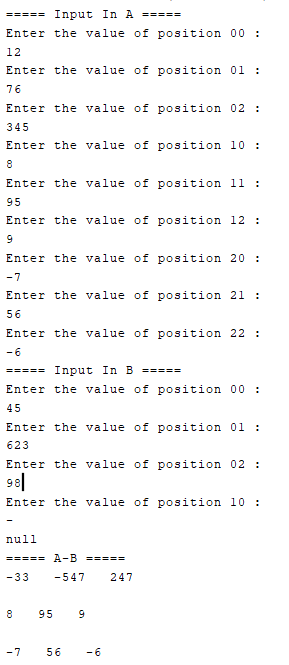 ===== Input In A =====
Enter the value of position 00 :
12
Enter the value of position 01 :
76
Enter the value of position 02 :
345
Enter the value of position 10 :
8
Enter the value of position 11 :
95
Enter the value of position 12 :
9
Enter the value of position 20 :
-7
Enter the value of position 21 :
56
Enter the value of position 22 :
-6
===== Input In B =====
Enter the value of position 00 :
45
Enter the value of position 01 :
623
Enter the value of position 02 :
98
Enter the value of position 10 :
-
null
===== A-B =====
-33 -547 247
8 95 9
-7 56 -6